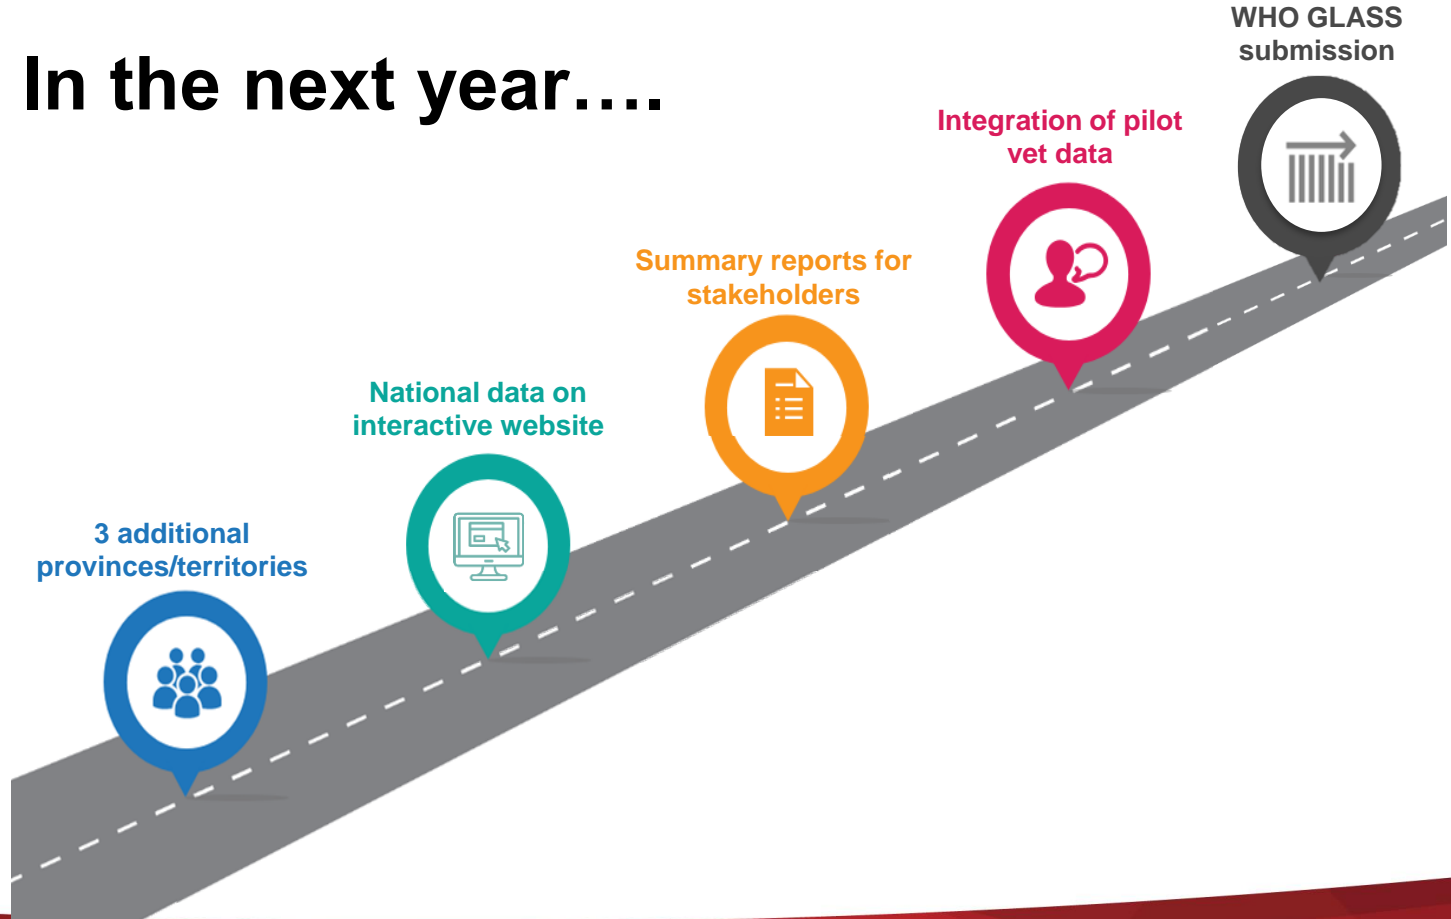 In the next year….
3 additional
provinces/territories
National data on
interactive website
Summary reports for
stakeholders
Integration of pilot
vet data
WHO GLASS
submission